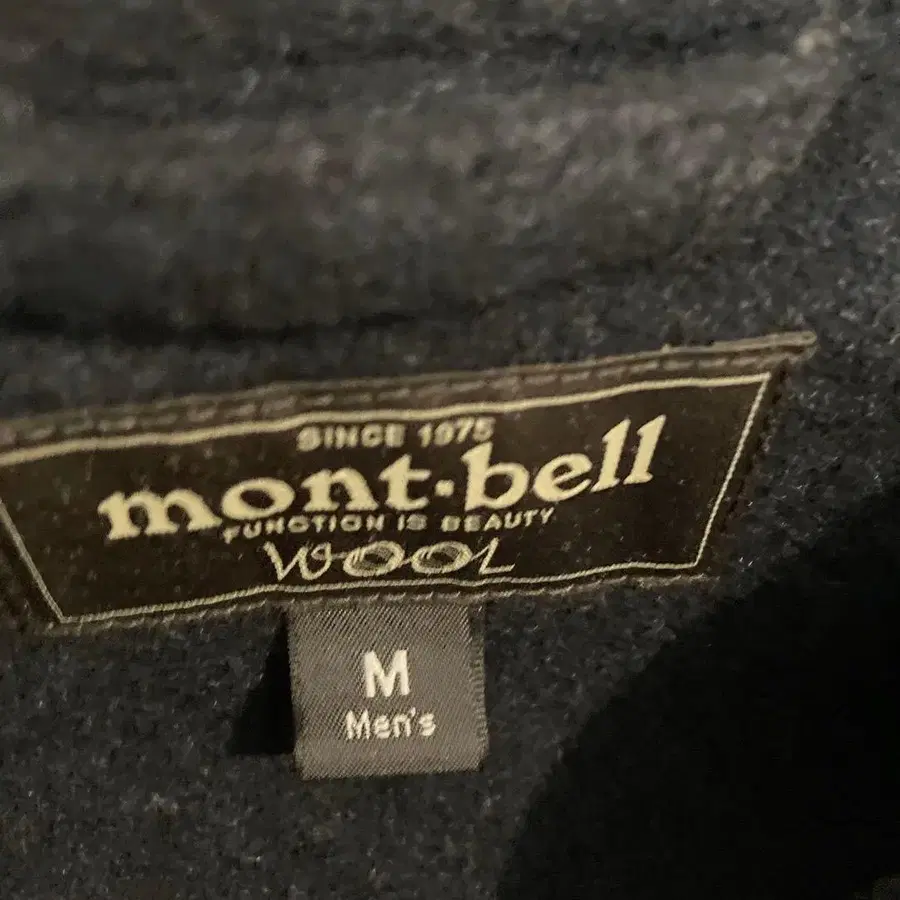 SINCE 1975
mont·bell
FUNCTION IS BEAUTY
WOOL
M
Men's